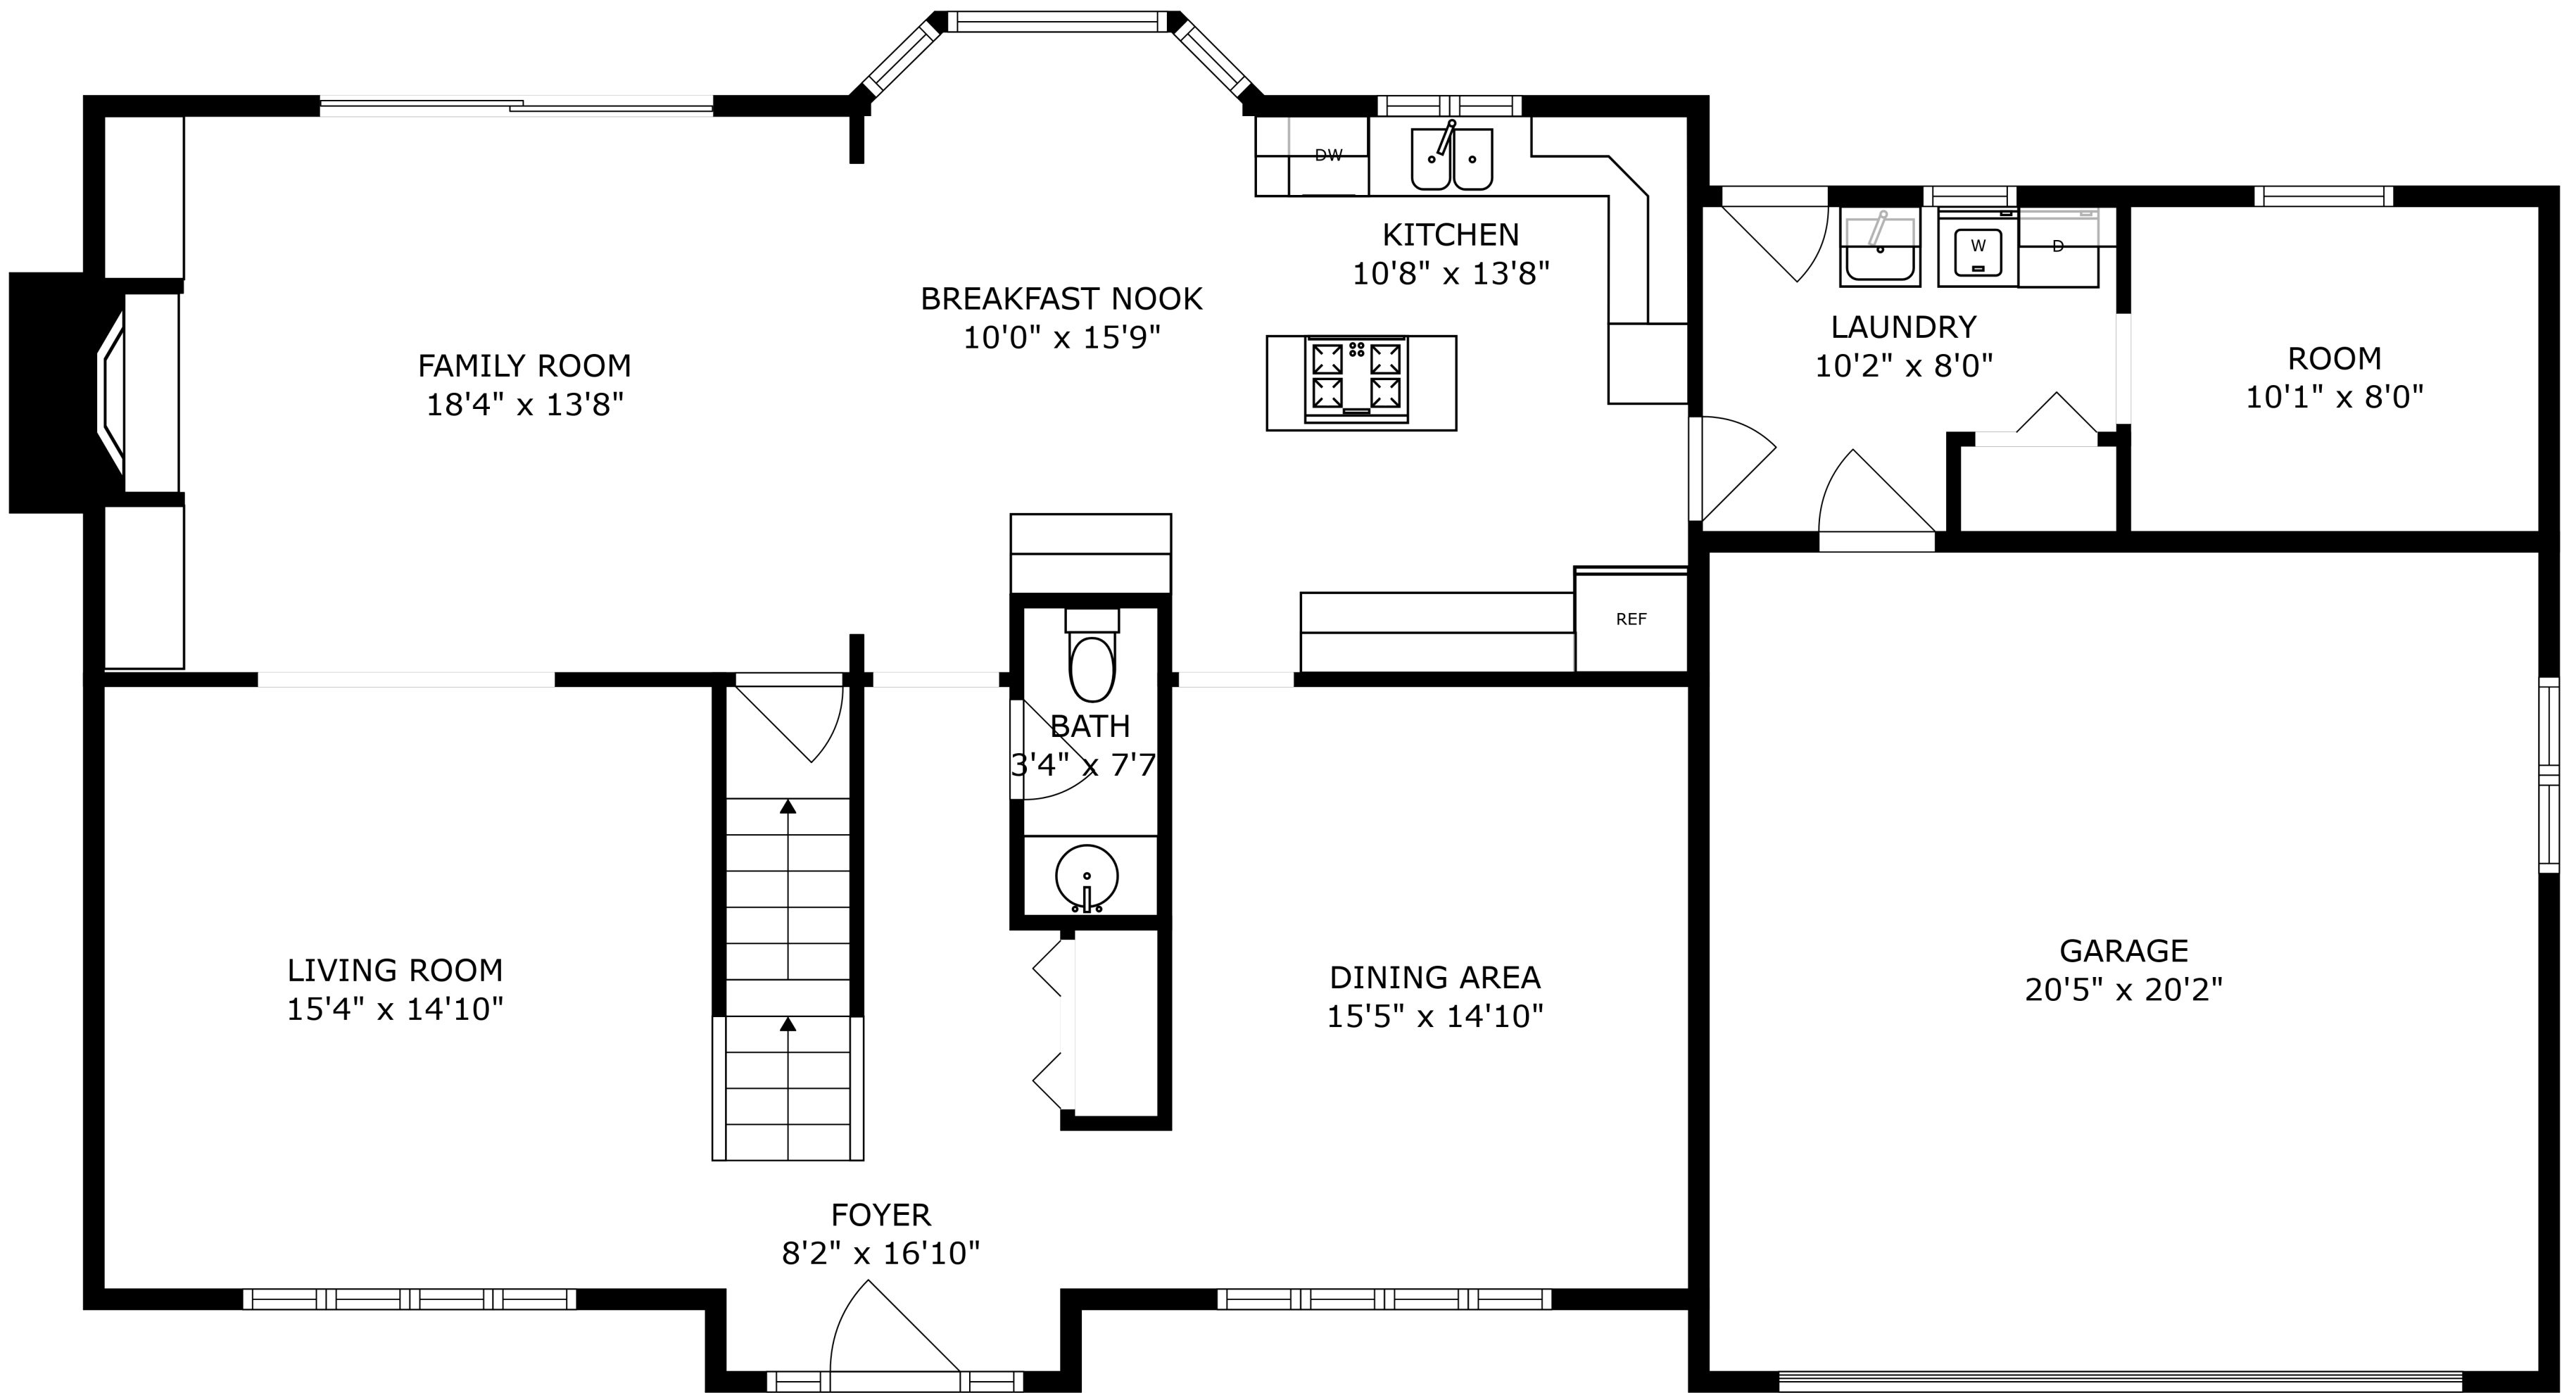 DW
KITCHEN
10'8" x 13'8"
W
D
BREAKFAST NOOK
10'0" x 15'9"
LAUNDRY
10'2" x 8'0"
FAMILY ROOM
18'4" x 13'8"
ROOM
10'1" x 8'0"
REF
BATH
3'4" x 7'7
LIVING ROOM
15'4" x 14'10"
DINING AREA
15'5" x 14'10"
GARAGE
20'5" x 20'2"
FOYER
8'2" x 16'10"